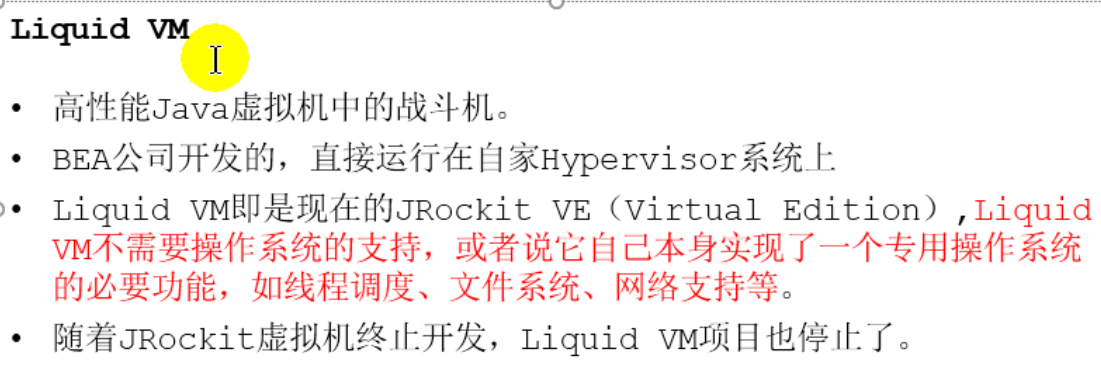 Liquid VM
• 高性能Java虚拟机中的战斗机。
• BEA公司开发的，直接运行在自家Hypervisor系统上
• Liquid VM即是现在的JRockit VE（Virtual Edition）,Liquid
VM不需要操作系统的支持，或者说它自己本身实现了一个专用操作系统
的必要功能，如线程调度、文件系统、网络支持等。
• 随着JRockit虚拟机终止开发，Liquid VM项目也停止了。